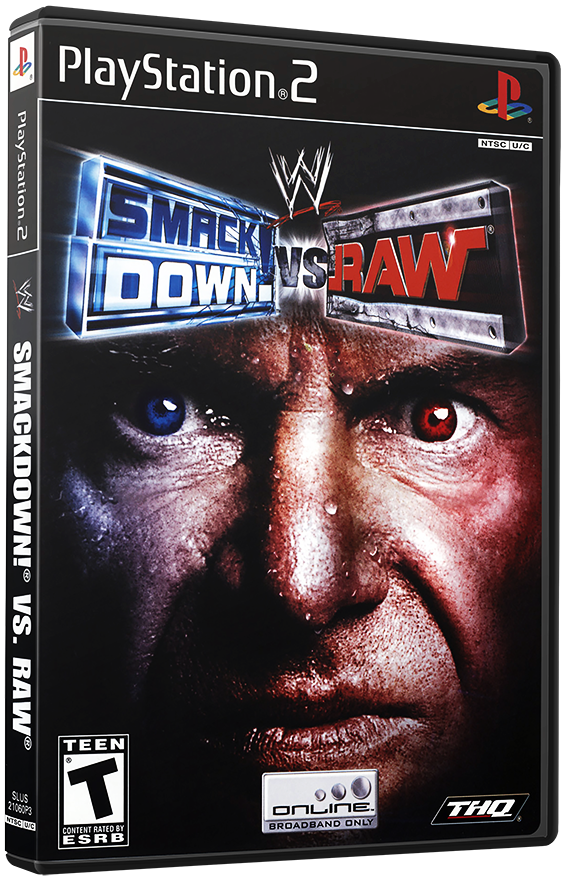 PlayStation®2
NTSC U/C
W
SMACK
DOWN!
VS
RAW®
TEEN
T
®
CONTENT RATED BY
ESRB
ONLINE.
BROADBAND ONLY
THQ®
PlayStation®2
W
SMACKDOWN!® VS. RAW®
SLUS
21060P3
NTSC U/C